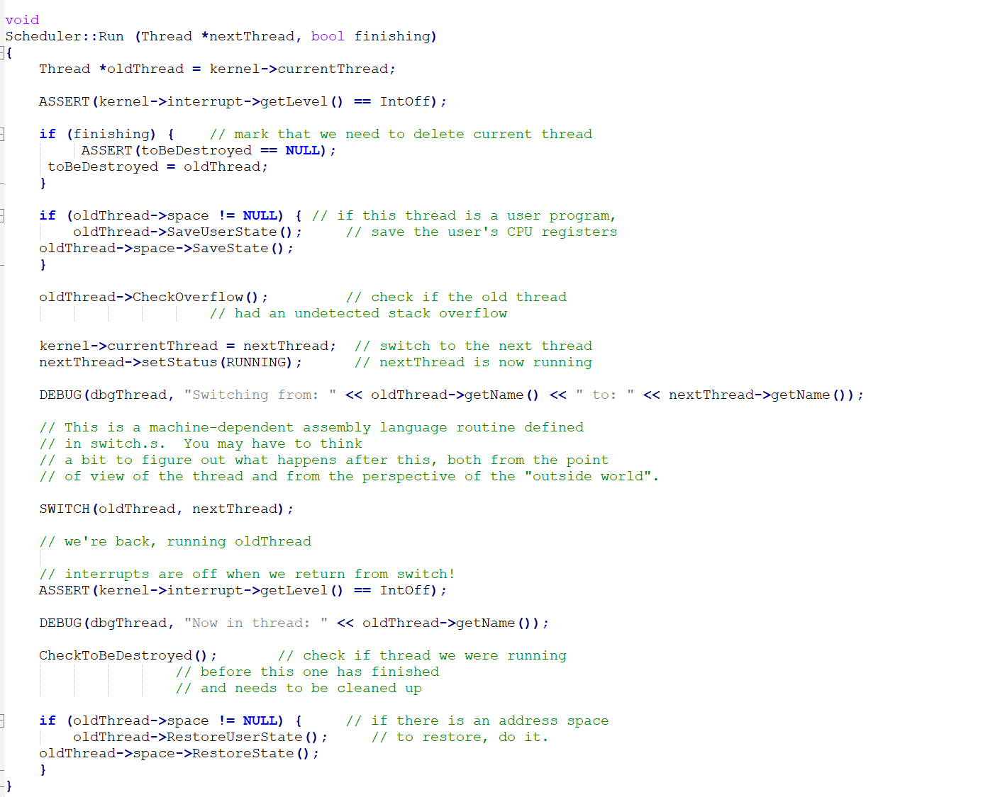 void
Scheduler::Run (Thread *nextThread, bool finishing)
{
    Thread *oldThread = kernel->currentThread;

    ASSERT(kernel->interrupt->getLevel() == IntOff);

    if (finishing) {    // mark that we need to delete current thread
         ASSERT(toBeDestroyed == NULL);
     toBeDestroyed = oldThread;
    }

    if (oldThread->space != NULL) { // if this thread is a user program,
        oldThread->SaveUserState();     // save the user's CPU registers
    oldThread->space->SaveState();
    }

    oldThread->CheckOverflow();         // check if the old thread
                    // had an undetected stack overflow

    kernel->currentThread = nextThread;  // switch to the next thread
    nextThread->setStatus(RUNNING);      // nextThread is now running

    DEBUG(dbgThread, "Switching from: " << oldThread->getName() << " to: " << nextThread->getName());

    // This is a machine-dependent assembly language routine defined
    // in switch.s.  You may have to think
    // a bit to figure out what happens after this, both from the point
    // of view of the thread and from the perspective of the "outside world".

    SWITCH(oldThread, nextThread);

    // we're back, running oldThread

    // interrupts are off when we return from switch!
    ASSERT(kernel->interrupt->getLevel() == IntOff);

    DEBUG(dbgThread, "Now in thread: " << oldThread->getName());

    CheckToBeDestroyed();       // check if thread we were running
                // before this one has finished
                // and needs to be cleaned up

    if (oldThread->space != NULL) {     // if there is an address space
        oldThread->RestoreUserState();     // to restore, do it.
    oldThread->space->RestoreState();
    }
}